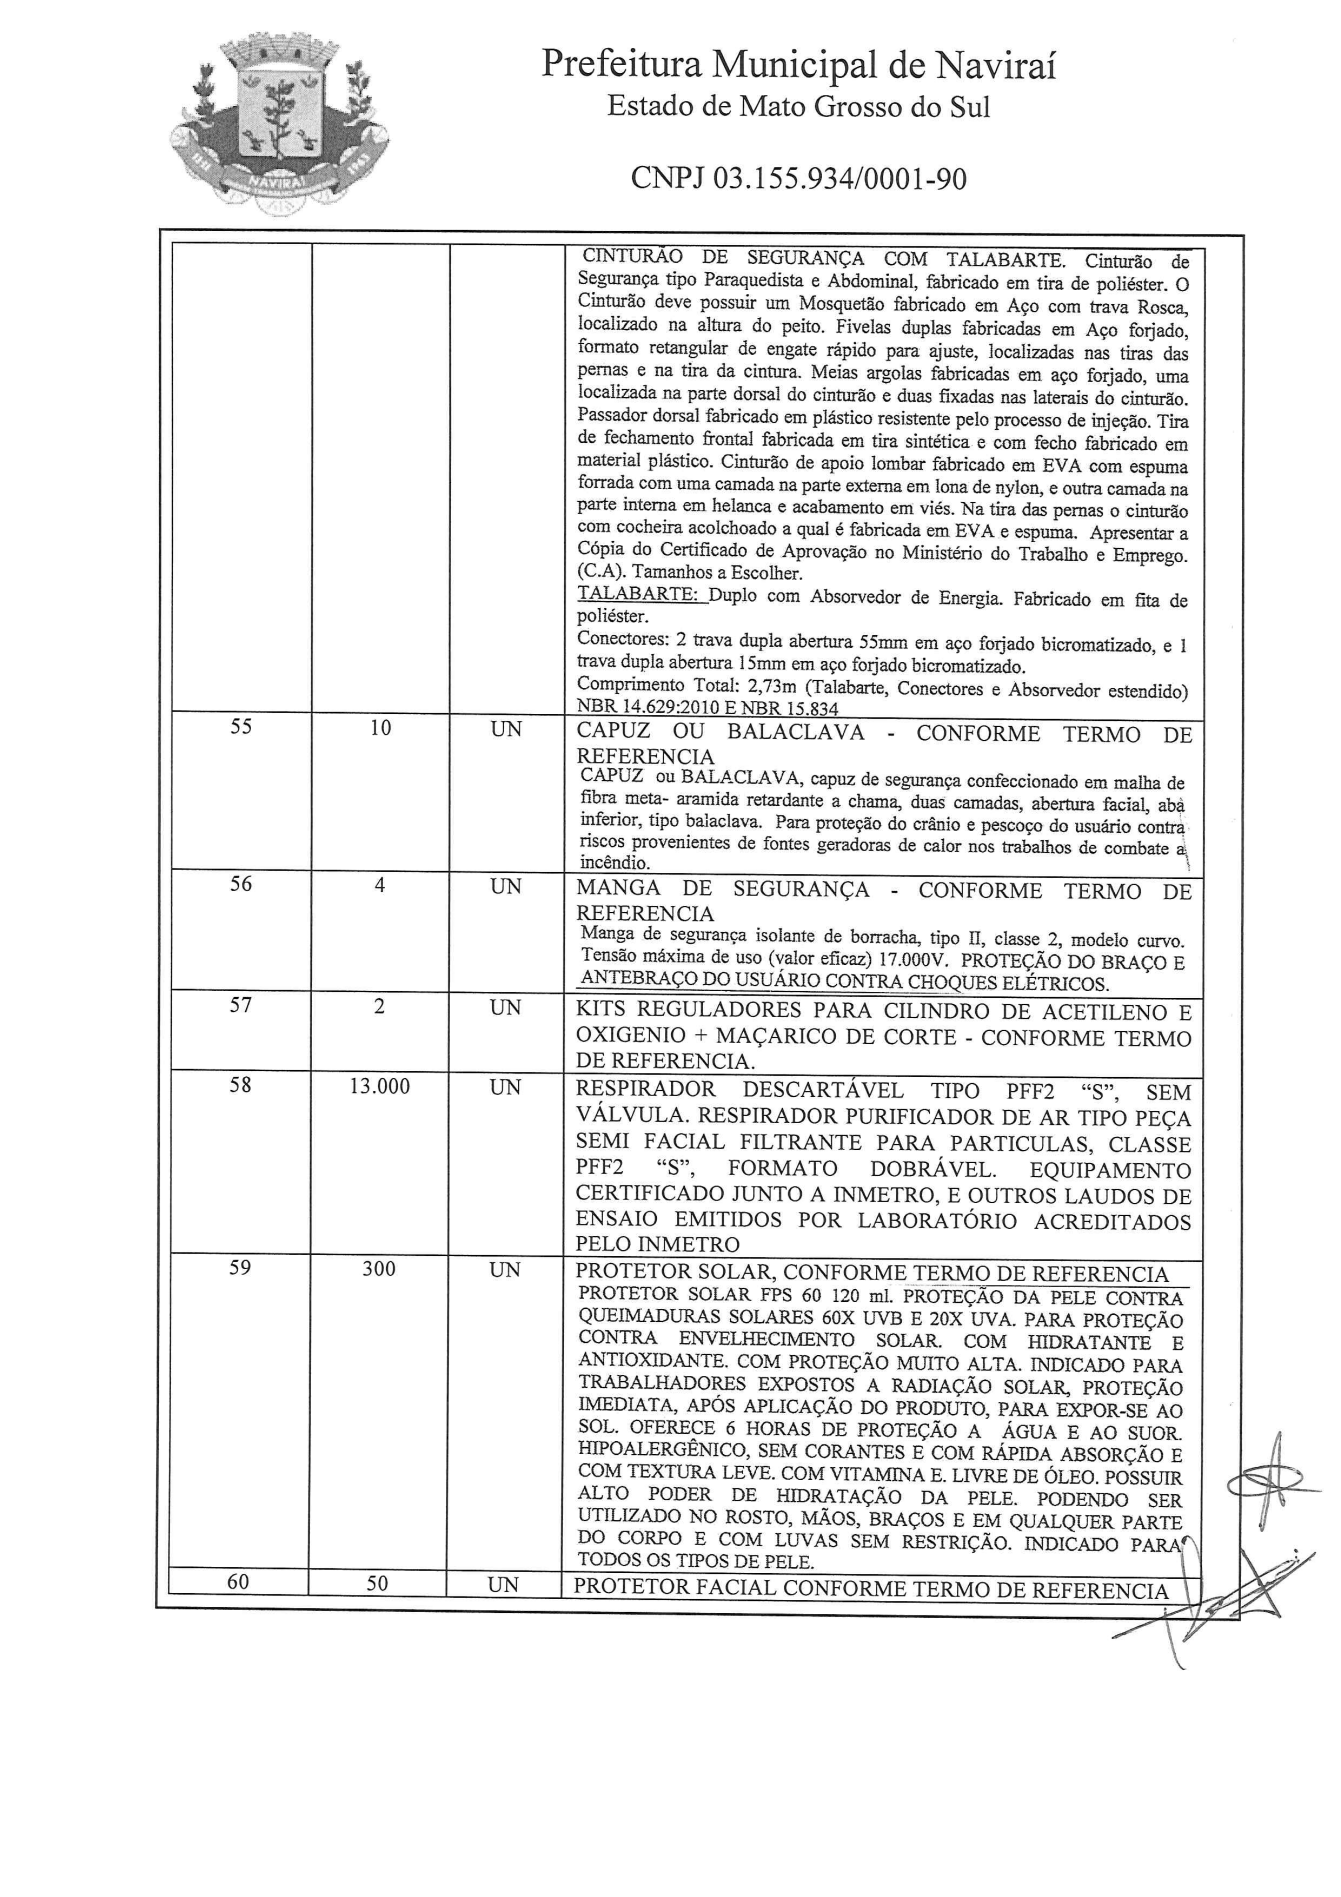 Prefeitura Municipal de Naviraí
Estado de Mato Grosso do Sul
CNPJ 03.155.934/0001-90
NAVIRAÍ
1963
CINTURÃO DE SEGURANÇA COM TALABARTE. Cinturão de
Segurança tipo Paraquedista e Abdominal, fabricado em tira de poliéster. O
Cinturão deve possuir um Mosquetão fabricado em Aço com trava Rosca,
localizado na altura do peito. Fivelas duplas fabricadas em Aço forjado,
formato retangular de engate rápido para ajuste, localizadas nas tiras das
pernas e na tira da cintura. Meias argolas fabricadas em aço forjado, uma
localizada na parte dorsal do cinturão e duas fixadas nas laterais do cinturão.
Passador dorsal fabricado em plástico resistente pelo processo de injeção. Tira
de fechamento frontal fabricada em tira sintética e com fecho fabricado em
material plástico. Cinturão de apoio lombar fabricado em EVA com espuma
forrada com uma camada na parte externa em lona de nylon, e outra camada na
parte interna em helanca e acabamento em viés. Na tira das pernas o cinturão
com cocheira acolchoado a qual é fabricada em EVA e espuma. Apresentar a
Cópia do Certificado de Aprovação no Ministério do Trabalho e Emprego.
(C.A). Tamanhos a Escolher.
TALABARTE: Duplo com Absorvedor de Energia. Fabricado em fita de
poliéster.
Conectores: 2 trava dupla abertura 55mm em aço forjado bicromatizado, e 1
trava dupla abertura 15mm em aço forjado bicromatizado.
Comprimento Total: 2,73m (Talabarte, Conectores e Absorvedor estendido)
NBR 14.629:2010 E NBR 15.834
55 10 UN CAPUZ OU BALACLAVA - CONFORME TERMO DE
REFERENCIA
CAPUZ ou BALACLAVA, capuz de segurança confeccionado em malha de
fibra meta- aramida retardante a chama, duas camadas, abertura facial, aba
inferior, tipo balaclava. Para proteção do crânio e pescoço do usuário contra
riscos provenientes de fontes geradoras de calor nos trabalhos de combate a
incêndio.
56 4 UN MANGA DE SEGURANÇA - CONFORME TERMO DE
REFERENCIA
Manga de segurança isolante de borracha, tipo II, classe 2, modelo curvo.
Tensão máxima de uso (valor eficaz) 17.000V. PROTEÇÃO DO BRAÇO E
ANTEBRAÇO DO USUÁRIO CONTRA CHOQUES ELÉTRICOS.
57 2 UN KITS REGULADORES PARA CILINDRO DE ACETILENO E
OXIGENIO + MAÇARICO DE CORTE - CONFORME TERMO
DE REFERENCIA.
58 13.000 UN RESPIRADOR DESCARTÁVEL TIPO PFF2 “S”, SEM
VÁLVULA. RESPIRADOR PURIFICADOR DE AR TIPO PEÇA
SEMI FACIAL FILTRANTE PARA PARTICULAS, CLASSE
PFF2 “S”, FORMATO DOBRÁVEL. EQUIPAMENTO
CERTIFICADO JUNTO A INMETRO, E OUTROS LAUDOS DE
ENSAIO EMITIDOS POR LABORATÓRIO ACREDITADOS
PELO INMETRO
59 300 UN PROTETOR SOLAR, CONFORME TERMO DE REFERENCIA
PROTETOR SOLAR FPS 60 120 ml. PROTEÇÃO DA PELE CONTRA
QUEIMADURAS SOLARES 60X UVB E 20X UVA. PARA PROTEÇÃO
CONTRA ENVELHECIMENTO SOLAR. COM HIDRATANTE E
ANTIOXIDANTE. COM PROTEÇÃO MUITO ALTA. INDICADO PARA
TRABALHADORES EXPOSTOS A RADIAÇÃO SOLAR, PROTEÇÃO
IMEDIATA, APÓS APLICAÇÃO DO PRODUTO, PARA EXPOR-SE AO
SOL. OFERECE 6 HORAS DE PROTEÇÃO A ÁGUA E AO SUOR.
HIPOALERGÊNICO, SEM CORANTES E COM RÁPIDA ABSORÇÃO E
COM TEXTURA LEVE. COM VITAMINA E. LIVRE DE ÓLEO. POSSUIR
ALTO PODER DE HIDRATAÇÃO DA PELE. PODENDO SER
UTILIZADO NO ROSTO, MÃOS, BRAÇOS E EM QUALQUER PARTE
DO CORPO E COM LUVAS SEM RESTRIÇÃO. INDICADO PARA
TODOS OS TIPOS DE PELE.
60 50 UN PROTETOR FACIAL CONFORME TERMO DE REFERENCIA